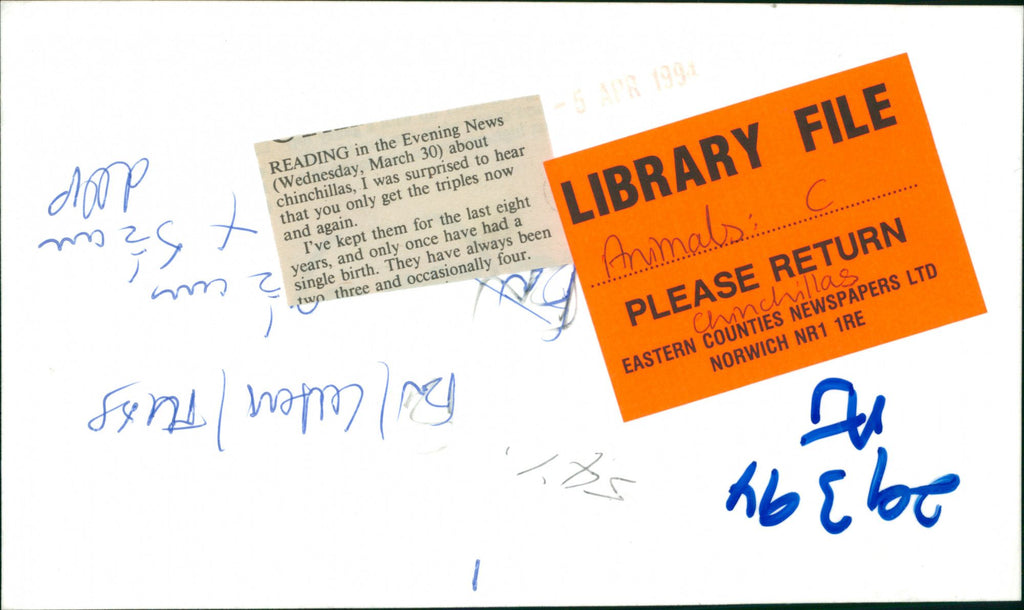 - 6 APR 1994
READING in the Evening News
(Wednesday, March 30) about
chinchillas, I was surprised to hear
that you only get the triples now
and again.
I've kept them for the last eight
years, and only once have had a
single birth. They have always been
two, three and occasionally four.
LIBRARY FILE
Animals: C
PLEASE RETURN
chinchillas
EASTERN COUNTIES NEWSPAPERS LTD
NORWICH NR1 1RE
29 3 94
deep